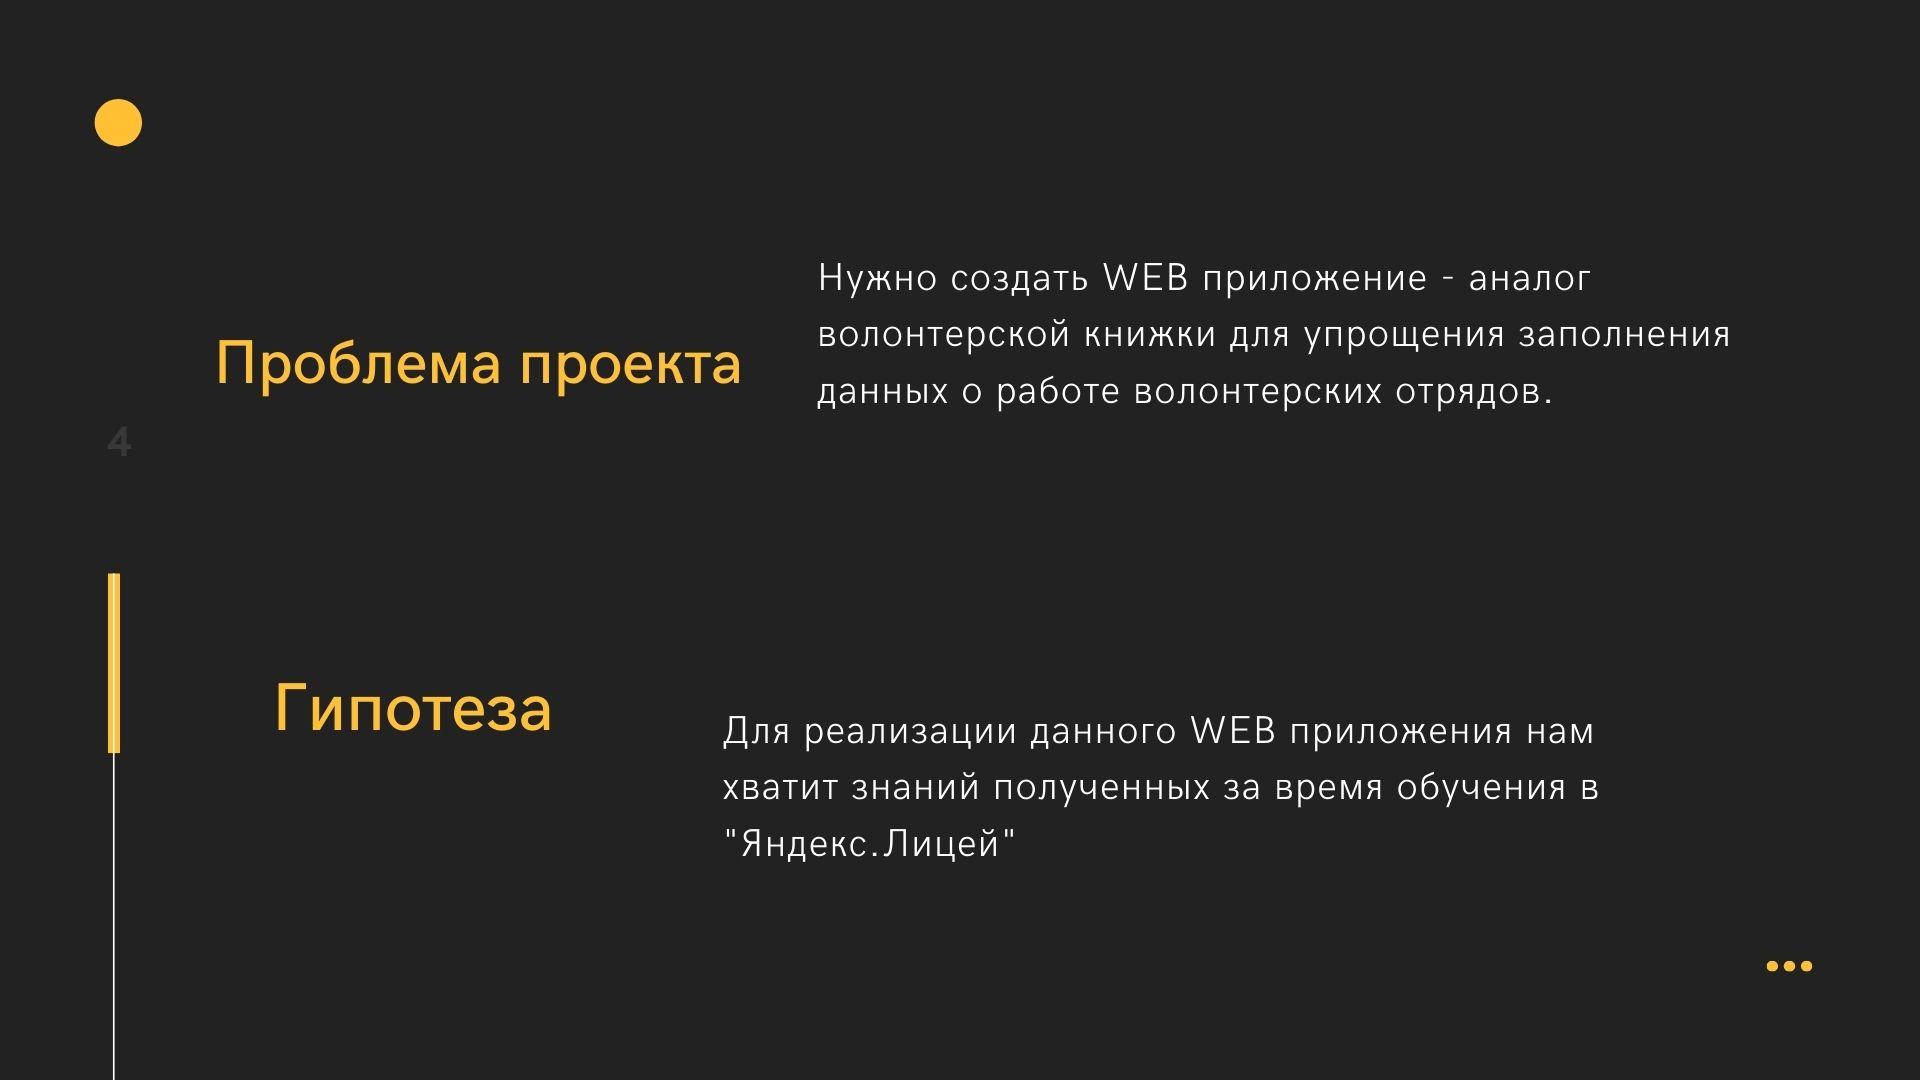 Проблема проекта
Нужно создать WEB приложение - аналог
волонтерской книжки для упрощения заполнения
данных о работе волонтерских отрядов.
4
Гипотеза
Для реализации данного WEB приложения нам
хватит знаний полученных за время обучения в
"Яндекс.Лицей"